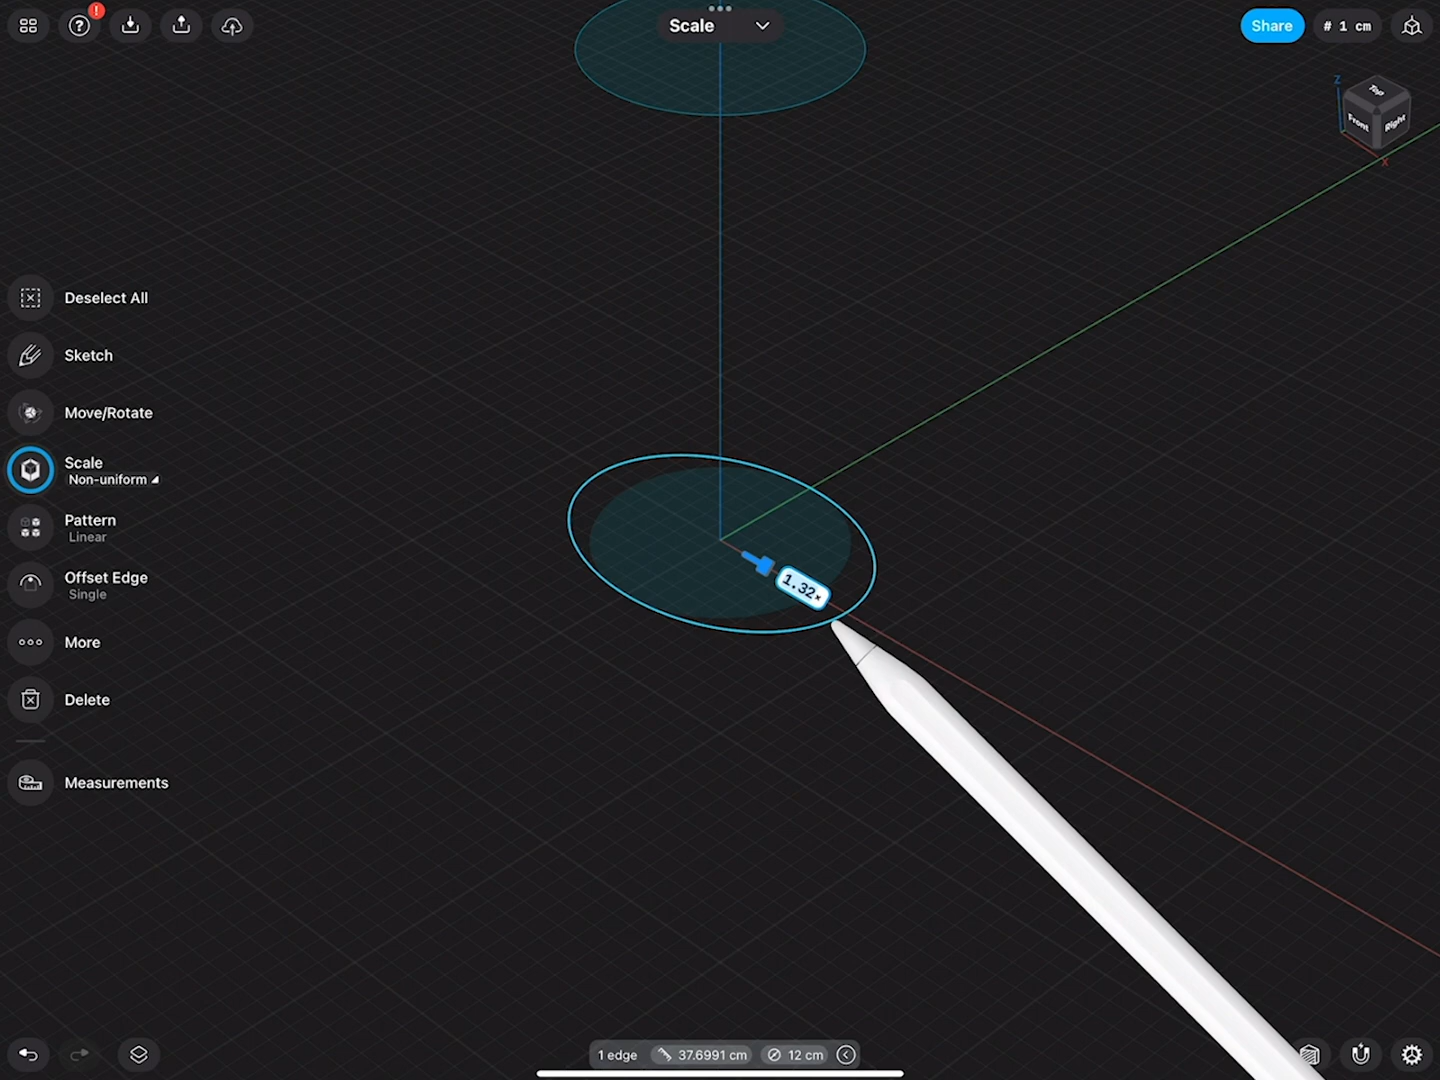 Scale
Share
# 1 cm
!
?
Z
Top
Front
Right
X
Deselect All
Sketch
Move/Rotate
Scale
Non-uniform
Pattern
Linear
Offset Edge
Single
More
Delete
Measurements
1.32×
1 edge
37.6991 cm
12 cm